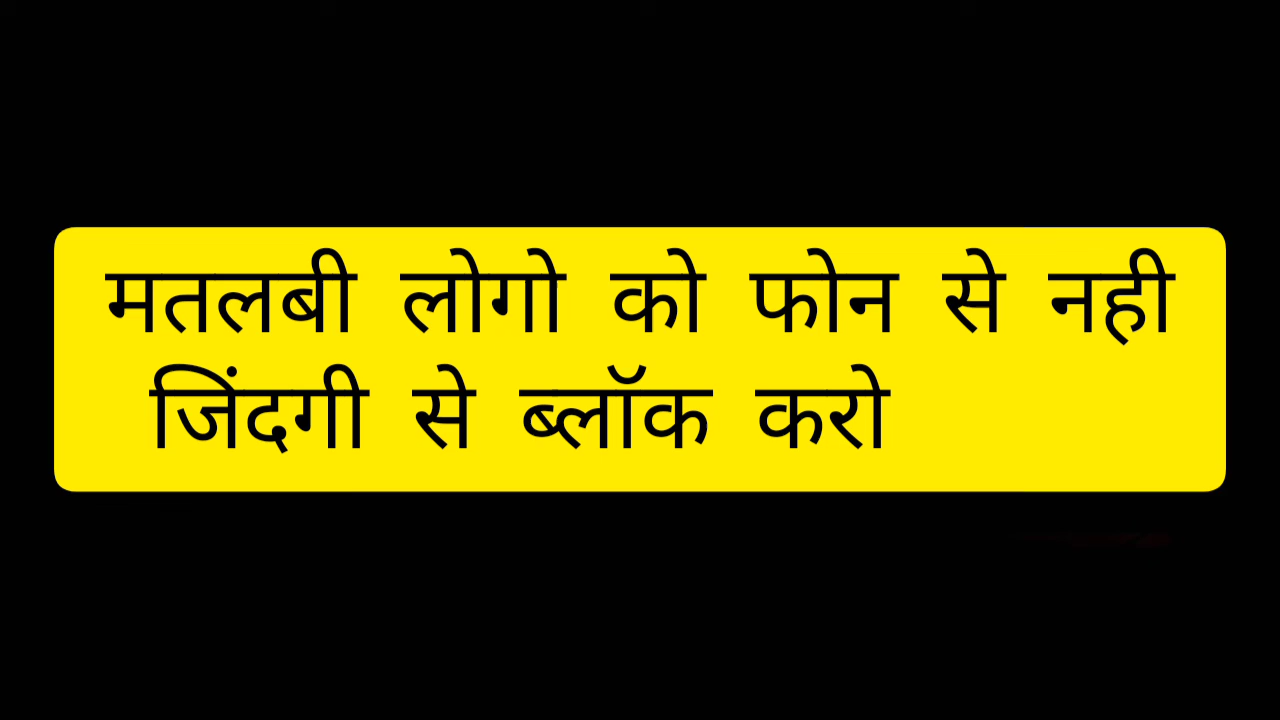 मतलबी लोगो को फोन से नही
जिंदगी से ब्लॉक करो